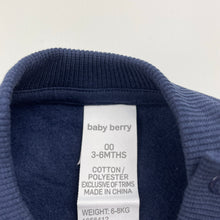 baby berry
00
3-6MTHS
COTTON /
POLYESTER
EXCLUSIVE OF TRIMS
MADE IN CHINA
WEIGHT: 6-8KG